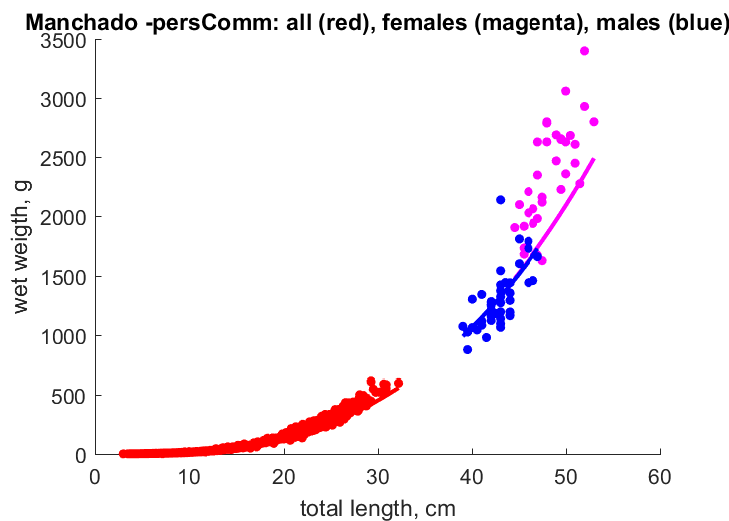 Manchado -persComm: all (red), females (magenta), males (blue)
3500
3000
2500
2000
1500
1000
500
0
wet weigth, g
0 10 20 30 40 50 60
total length, cm